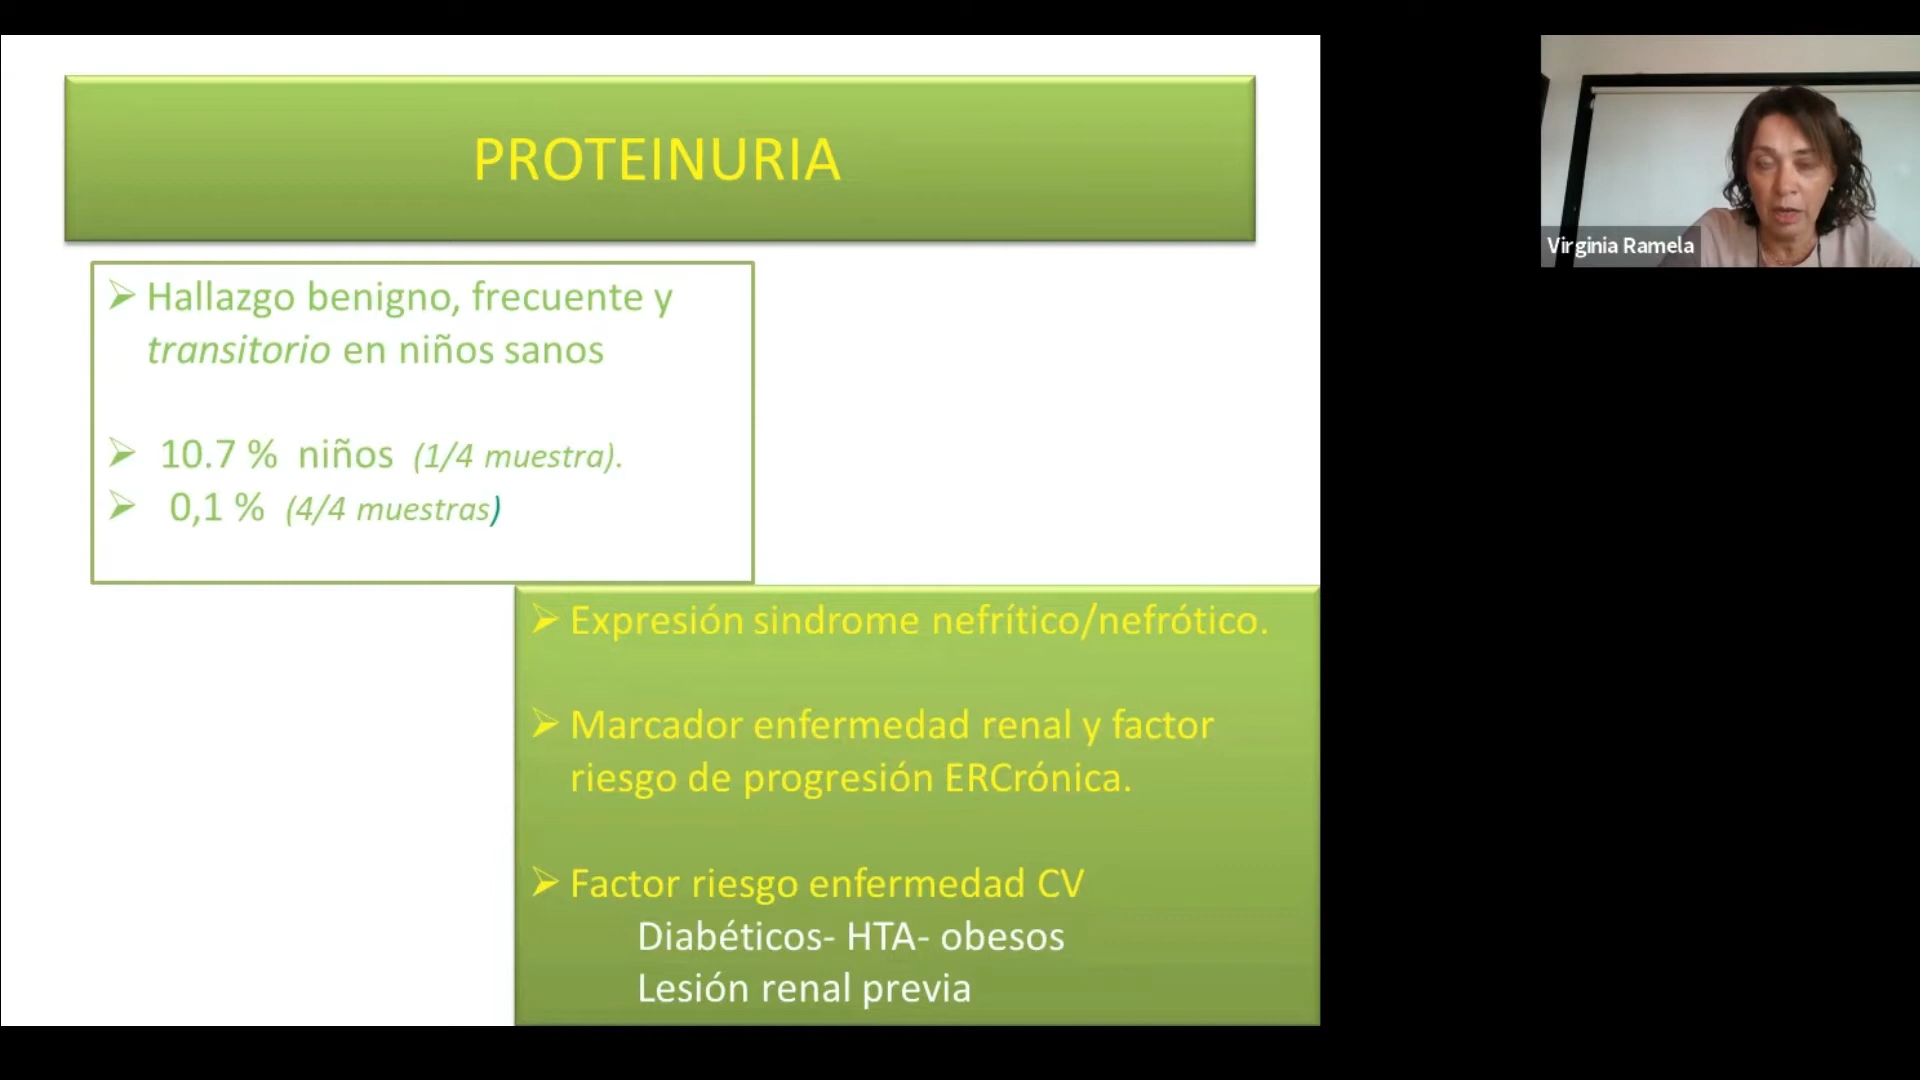 PROTEINURIA
Hallazgo benigno, frecuente y
transitorio en niños sanos
10.7 % niños (1/4 muestra).
0,1 % (4/4 muestras)
Expresión sindrome nefrítico/nefrótico.
Marcador enfermedad renal y factor
riesgo de progresión ERCrónica.
Factor riesgo enfermedad CV
Diabéticos- HTA- obesos
Lesión renal previa
Virginia Ramela